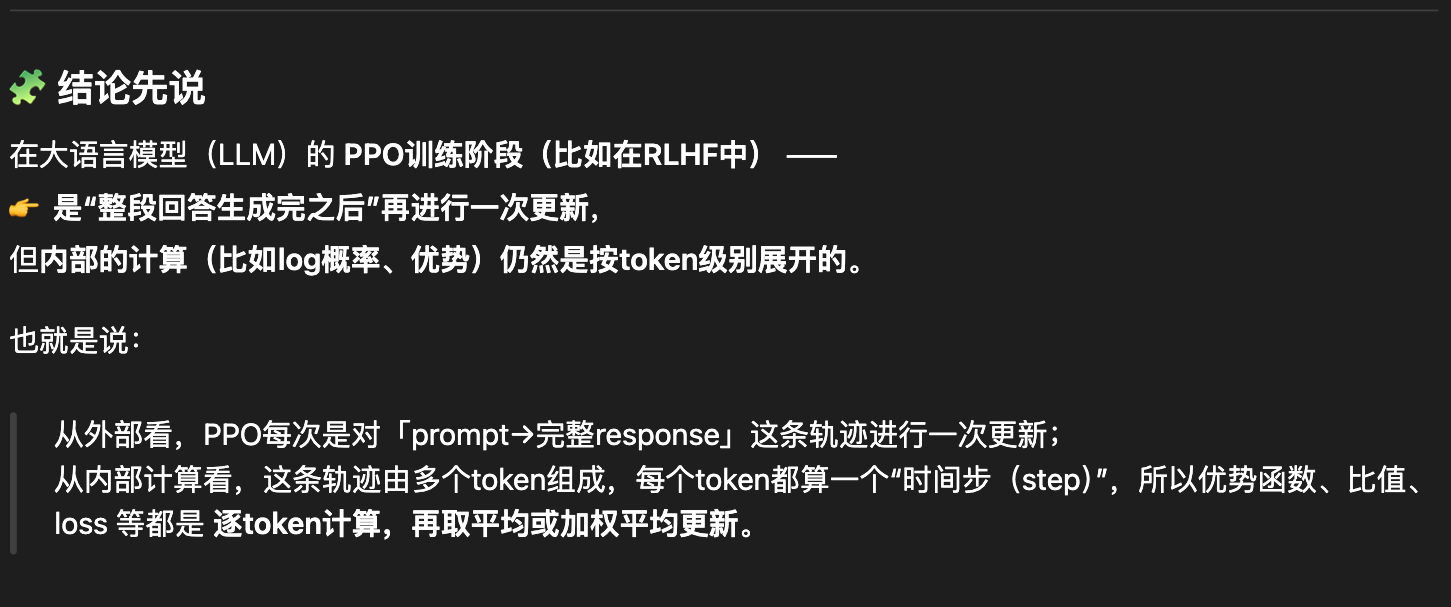 🧩 结论先说
在大语言模型（LLM）的 PPO训练阶段（比如在RLHF中） ——
👉 是“整段回答生成完之后”再进行一次更新，
但内部的计算（比如log概率、优势）仍然是按token级别展开的。
也就是说：
从外部看，PPO每次是对「prompt→完整response」这条轨迹进行一次更新；
从内部计算看，这条轨迹由多个token组成，每个token都算一个“时间步（step）”，所以优势函数、比值、
loss 等都是 逐token计算，再取平均或加权平均更新。